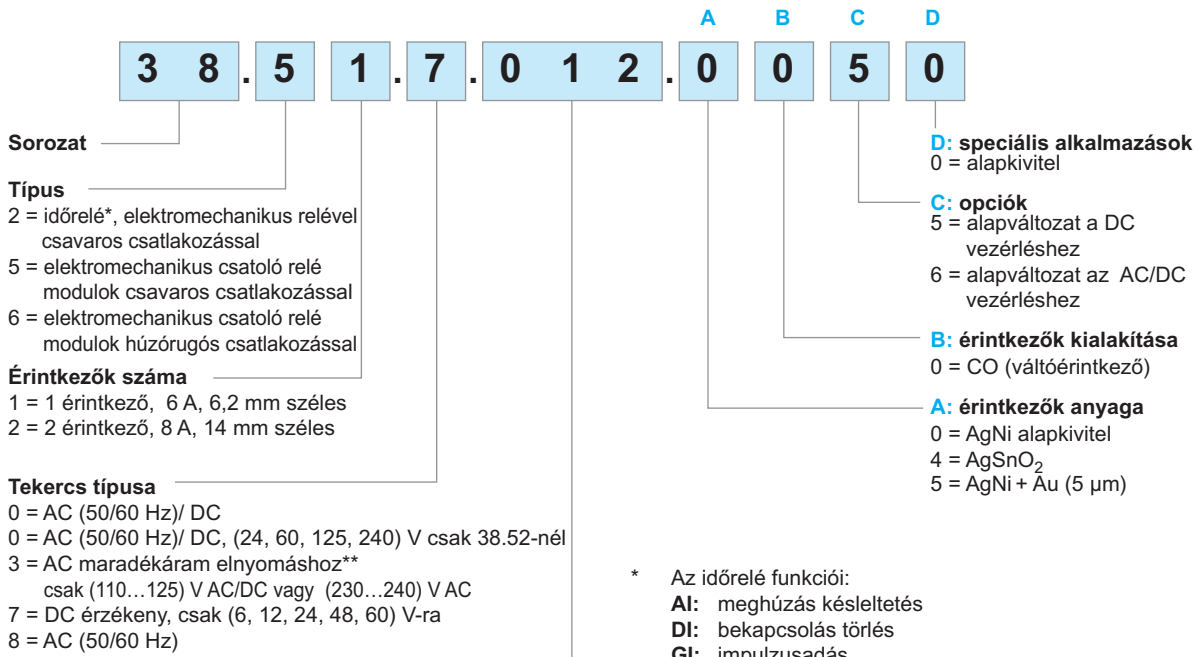 A B C D
3 8 . 5 1 . 7 . 0 1 2 . 0 0 5 0
Sorozat
Típus
2 = időrelé*, elektromechanikus relével
csavaros csatlakozással
5 = elektromechanikus csatoló relé
modulok csavaros csatlakozással
6 = elektromechanikus csatoló relé
modulok húzórugós csatlakozással
Érintkezők száma
1 = 1 érintkező, 6 A, 6,2 mm széles
2 = 2 érintkező, 8 A, 14 mm széles
Tekercs típusa
0 = AC (50/60 Hz)/ DC
0 = AC (50/60 Hz)/ DC, (24, 60, 125, 240) V csak 38.52-nél
3 = AC maradékáram elnyomáshoz**
csak (110…125) V AC/DC vagy (230…240) V AC
7 = DC érzékeny, csak (6, 12, 24, 48, 60) V-ra
8 = AC (50/60 Hz)
D: speciális alkalmazások
0 = alapkivitel
C: opciók
5 = alapváltozat a DC
vezérléshez
6 = alapváltozat az AC/DC
vezérléshez
B: érintkezők kialakítása
0 = CO (váltóérintkező)
A: érintkezők anyaga
0 = AgNi alapkivitel
4 = AgSnO₂
5 = AgNi + Au (5 µm)
* Az időrelé funkciói:
AI: meghúzás késleltetés
DI: bekapcsolás törlés
GI: impulzusadás